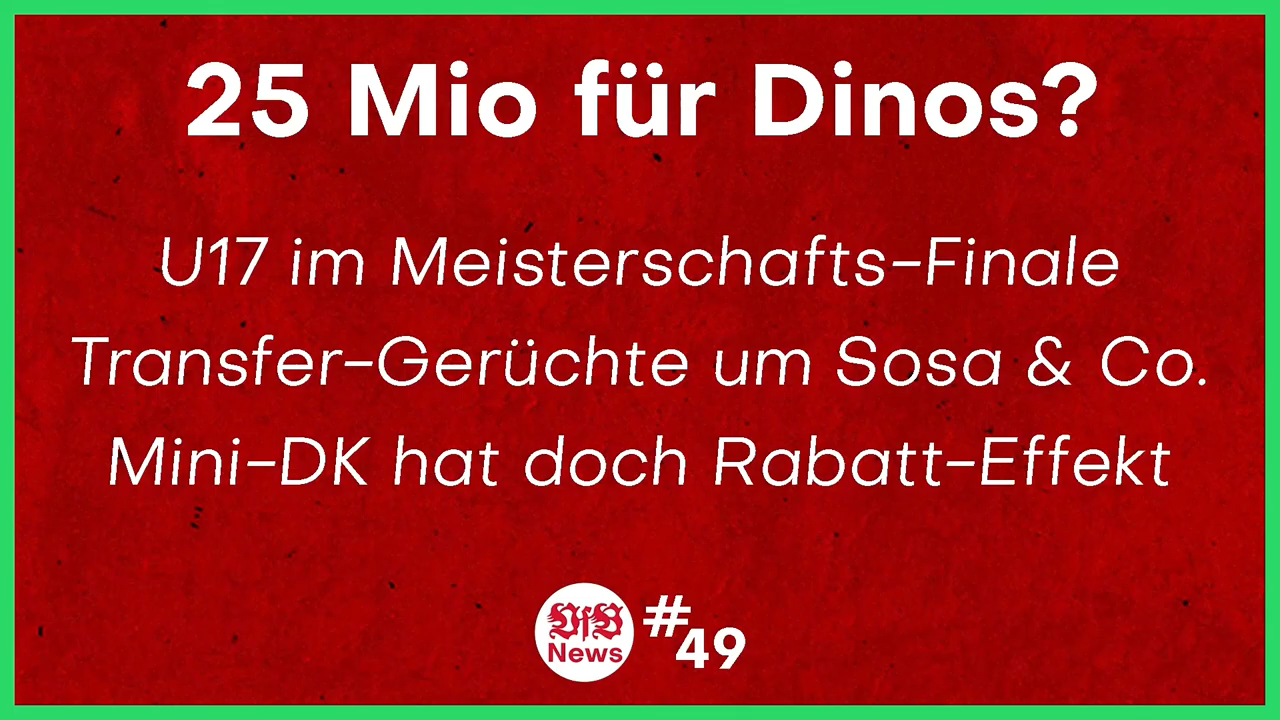 25 Mio für Dinos?
U17 im Meisterschafts-Finale
Transfer-Gerüchte um Sosa & Co.
Mini-DK hat doch Rabatt-Effekt
VfB
News
#49